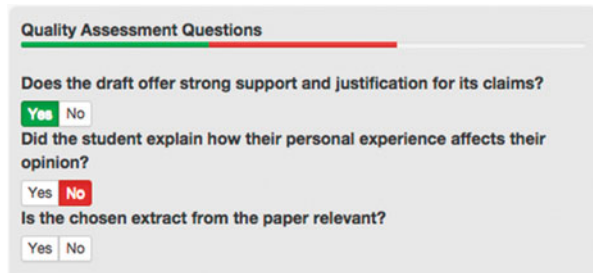 Quality Assessment Questions
Does the draft offer strong support and justification for its claims?
Yes No
Did the student explain how their personal experience affects their
opinion?
Yes No
Is the chosen extract from the paper relevant?
Yes No